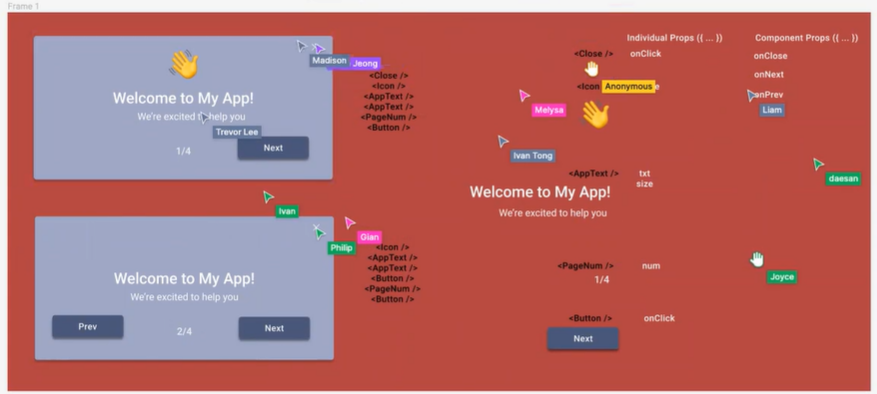 Frame 1
Madison
Jeong
<Close />
<Icon />
<AppText />
<AppText />
<PageNum />
<Button />
Welcome to My App!
We're excited to help you
Trevor Lee
1/4
Next
Ivan
Philip
Gian
<Icon />
<AppText />
<AppText />
<Button />
<PageNum />
<Button />
Welcome to My App!
We're excited to help you
Prev
2/4
Next
Individual Props ({ ... })
Component Props ({ ... })
<Close />
onClick
onClose
onNext
onPrev
<Icon
Anonymous
Meiysa
Liam
Ivan Tong
<AppText />
txt
size
daesan
Welcome to My App!
We're excited to help you
<PageNum />
num
1/4
Joyce
<Button />
onClick
Next